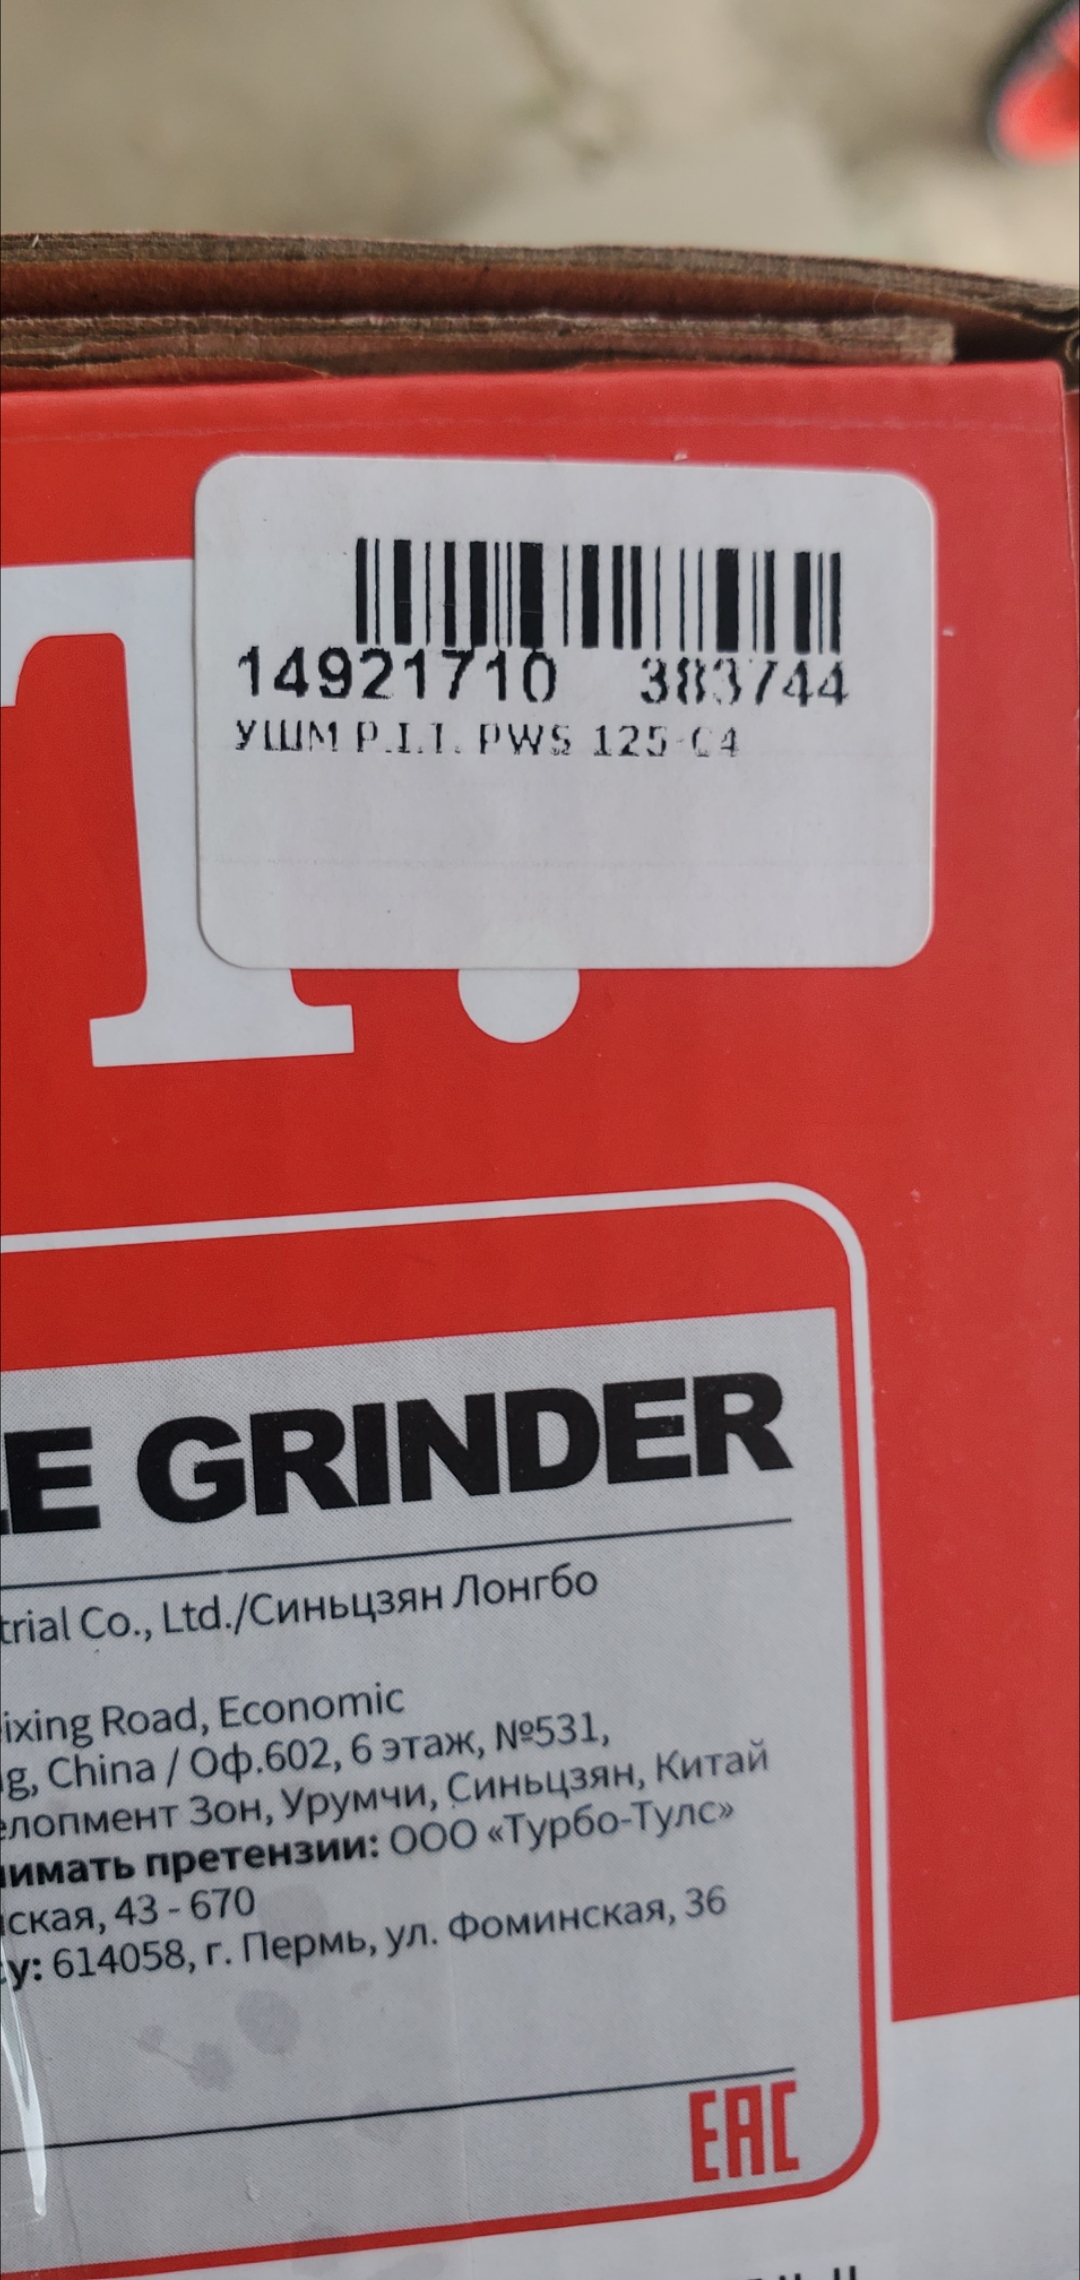 14921710 383744
УШМ P.I.T. PWS 125-C4
T.
LE GRINDER
trial Co., Ltd./Синьцзян Лонгбо
ixing Road, Economic
g, China / Оф.602, 6 этаж, №531,
елопмент Зон, Урумчи, Синьцзян, Китай
нимать претензии: ООО «Турбо-Тулс»
ская, 43 - 670
су: 614058, г. Пермь, ул. Фоминская, 36
EAC